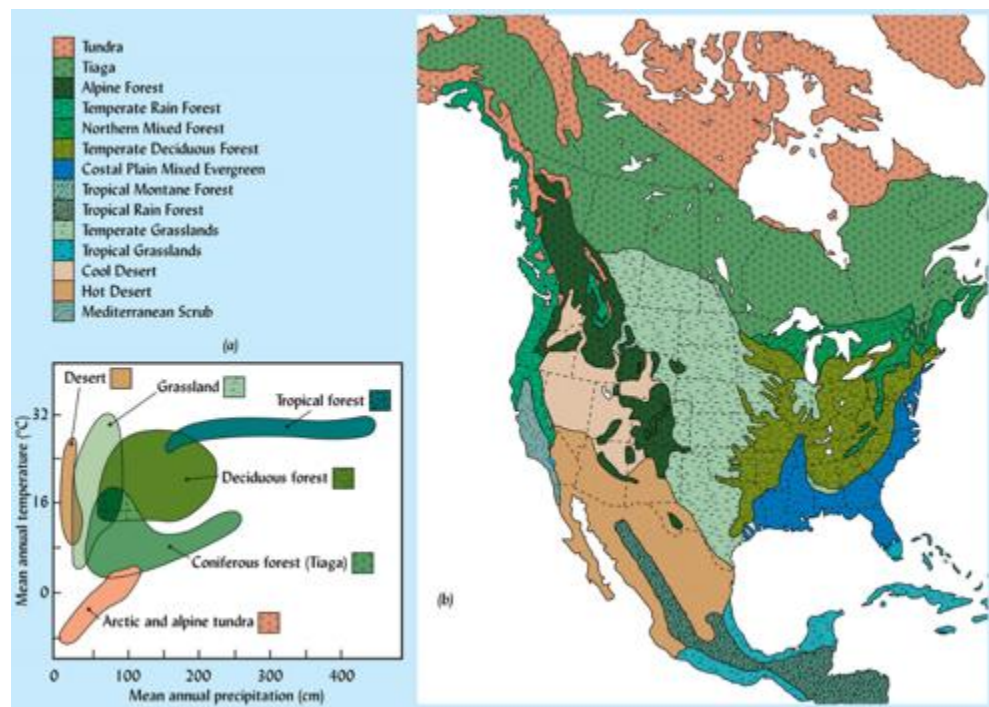 Tundra
Tiaga
Alpine Forest
Temperate Rain Forest
Northern Mixed Forest
Temperate Deciduous Forest
Costal Plain Mixed Evergreen
Tropical Montane Forest
Tropical Rain Forest
Temperate Grasslands
Tropical Grasslands
Cool Desert
Hot Desert
Mediterranean Scrub
(a)
Desert
Grassland
Tropical forest
Deciduous forest
Coniferous forest (Tiaga)
Arctic and alpine tundra
Mean annual temperature (°C)
32
16
0
0 100 200 300 400
Mean annual precipitation (cm)
(b)